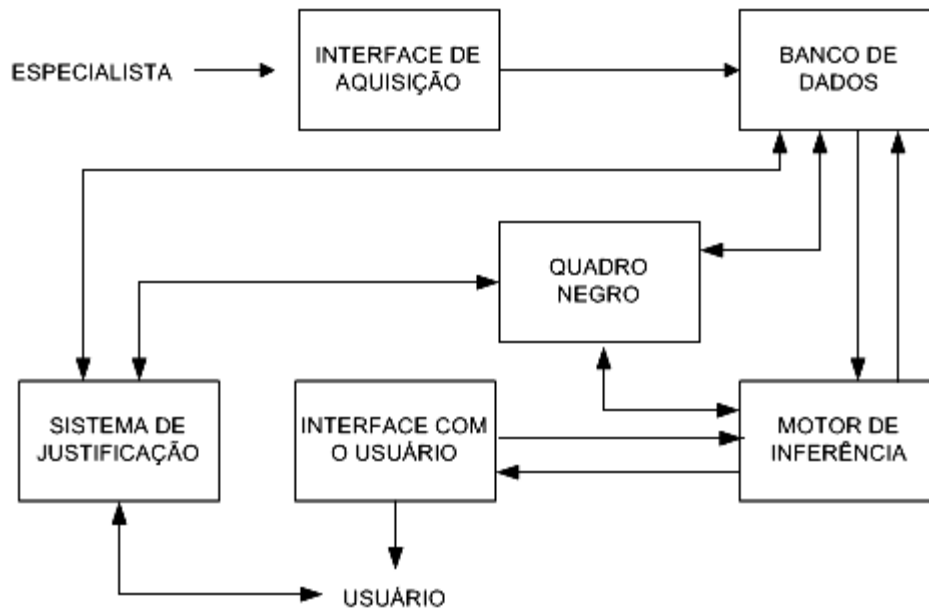 ESPECIALISTA
INTERFACE DE
AQUISIÇÃO
BANCO DE
DADOS
QUADRO
NEGRO
SISTEMA DE
JUSTIFICAÇÃO
INTERFACE COM
O USUÁRIO
MOTOR DE
INFERÊNCIA
USUÁRIO